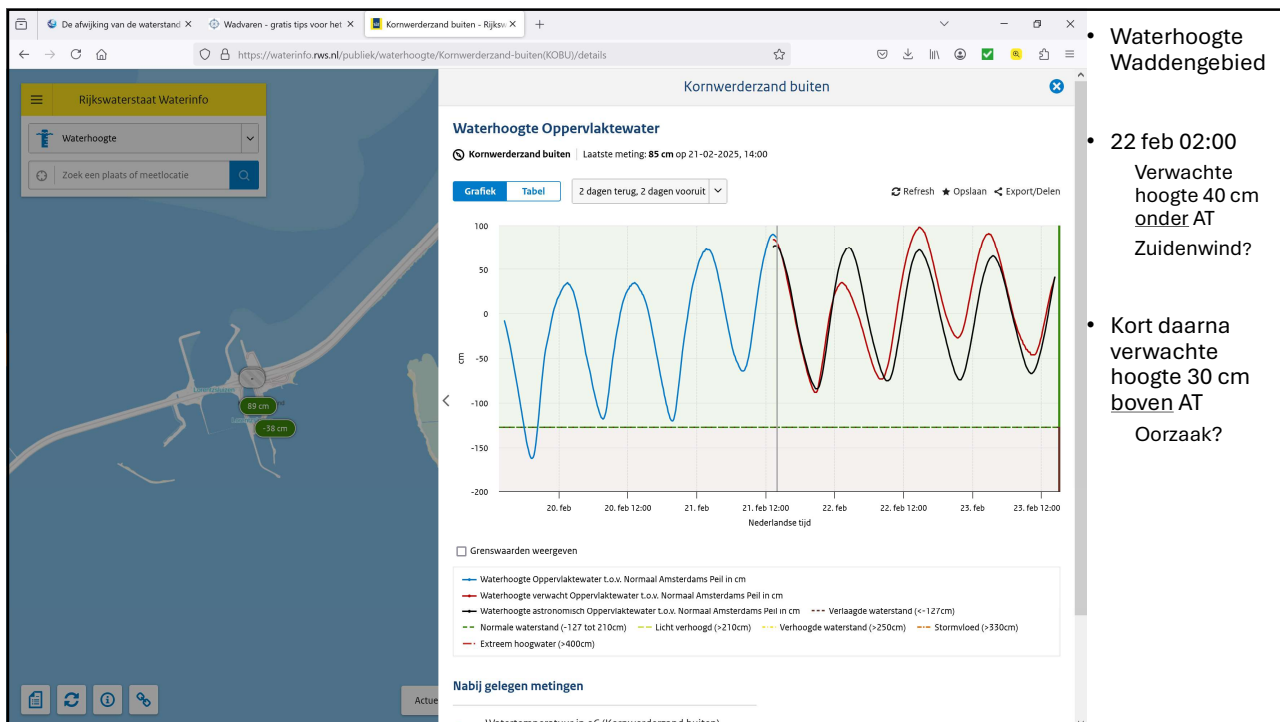 De afwijking van de waterstand
Wadvaren - gratis tips voor het
Kornwerderzand buiten - Rijksw
https://waterinfo.rws.nl/publiek/waterhoogte/Kornwerderzand-buiten(KOBU)/details
Rijkswaterstaat Waterinfo
Waterhoogte
Zoek een plaats of meetlocatie
89 cm
-38 cm
Actue
Kornwerderzand buiten
Waterhoogte Oppervlaktewater
Kornwerderzand buiten Laatste meting: 85 cm op 21-02-2025, 14:00
Grafiek Tabel 2 dagen terug, 2 dagen vooruit Refresh Opslaan Export/Delen
100
50
0
-50
-100
-150
-200
cm
20. feb 20. feb 12:00 21. feb 21. feb 12:00 22. feb 22. feb 12:00 23. feb 23. feb 12:00
Nederlandse tijd
Grenswaarden weergeven
Waterhoogte Oppervlaktewater t.o.v. Normaal Amsterdams Peil in cm
Waterhoogte verwacht Oppervlaktewater t.o.v. Normaal Amsterdams Peil in cm
Waterhoogte astronomisch Oppervlaktewater t.o.v. Normaal Amsterdams Peil in cm Verlaagde waterstand (<-127cm)
Normale waterstand (-127 tot 210cm) Licht verhoogd (>210cm) Verhoogde waterstand (>250cm) Stormvloed (>330cm)
Extreem hoogwater (>400cm)
Nabij gelegen metingen
• Waterhoogte
Waddengebied
• 22 feb 02:00
Verwachte
hoogte 40 cm
onder AT
Zuidenwind?
• Kort daarna
verwachte
hoogte 30 cm
boven AT
Oorzaak?